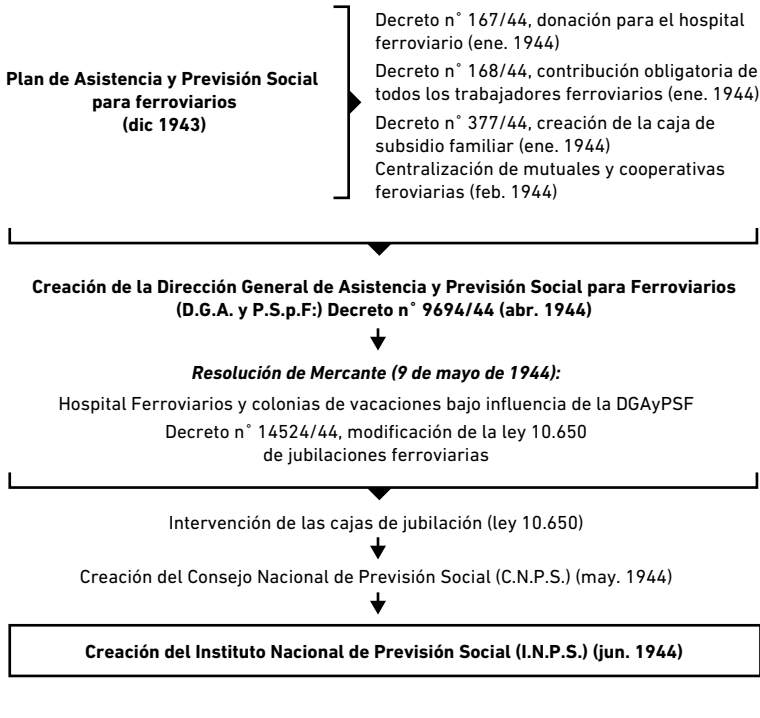 Plan de Asistencia y Previsión Social
para ferroviarios
(dic 1943)
Decreto n° 167/44, donación para el hospital
ferroviario (ene. 1944)
Decreto n° 168/44, contribución obligatoria de
todos los trabajadores ferroviarios (ene. 1944)
Decreto n° 377/44, creación de la caja de
subsidio familiar (ene. 1944)
Centralización de mutuales y cooperativas
feroviarias (feb. 1944)
Creación de la Dirección General de Asistencia y Previsión Social para Ferroviarios
(D.G.A. y P.S.p.F:) Decreto n° 9694/44 (abr. 1944)
Resolución de Mercante (9 de mayo de 1944):
Hospital Ferroviarios y colonias de vacaciones bajo influencia de la DGAyPSF
Decreto n° 14524/44, modificación de la ley 10.650
de jubilaciones ferroviarias
Intervención de las cajas de jubilación (ley 10.650)
Creación del Consejo Nacional de Previsión Social (C.N.P.S.) (may. 1944)
Creación del Instituto Nacional de Previsión Social (I.N.P.S.) (jun. 1944)